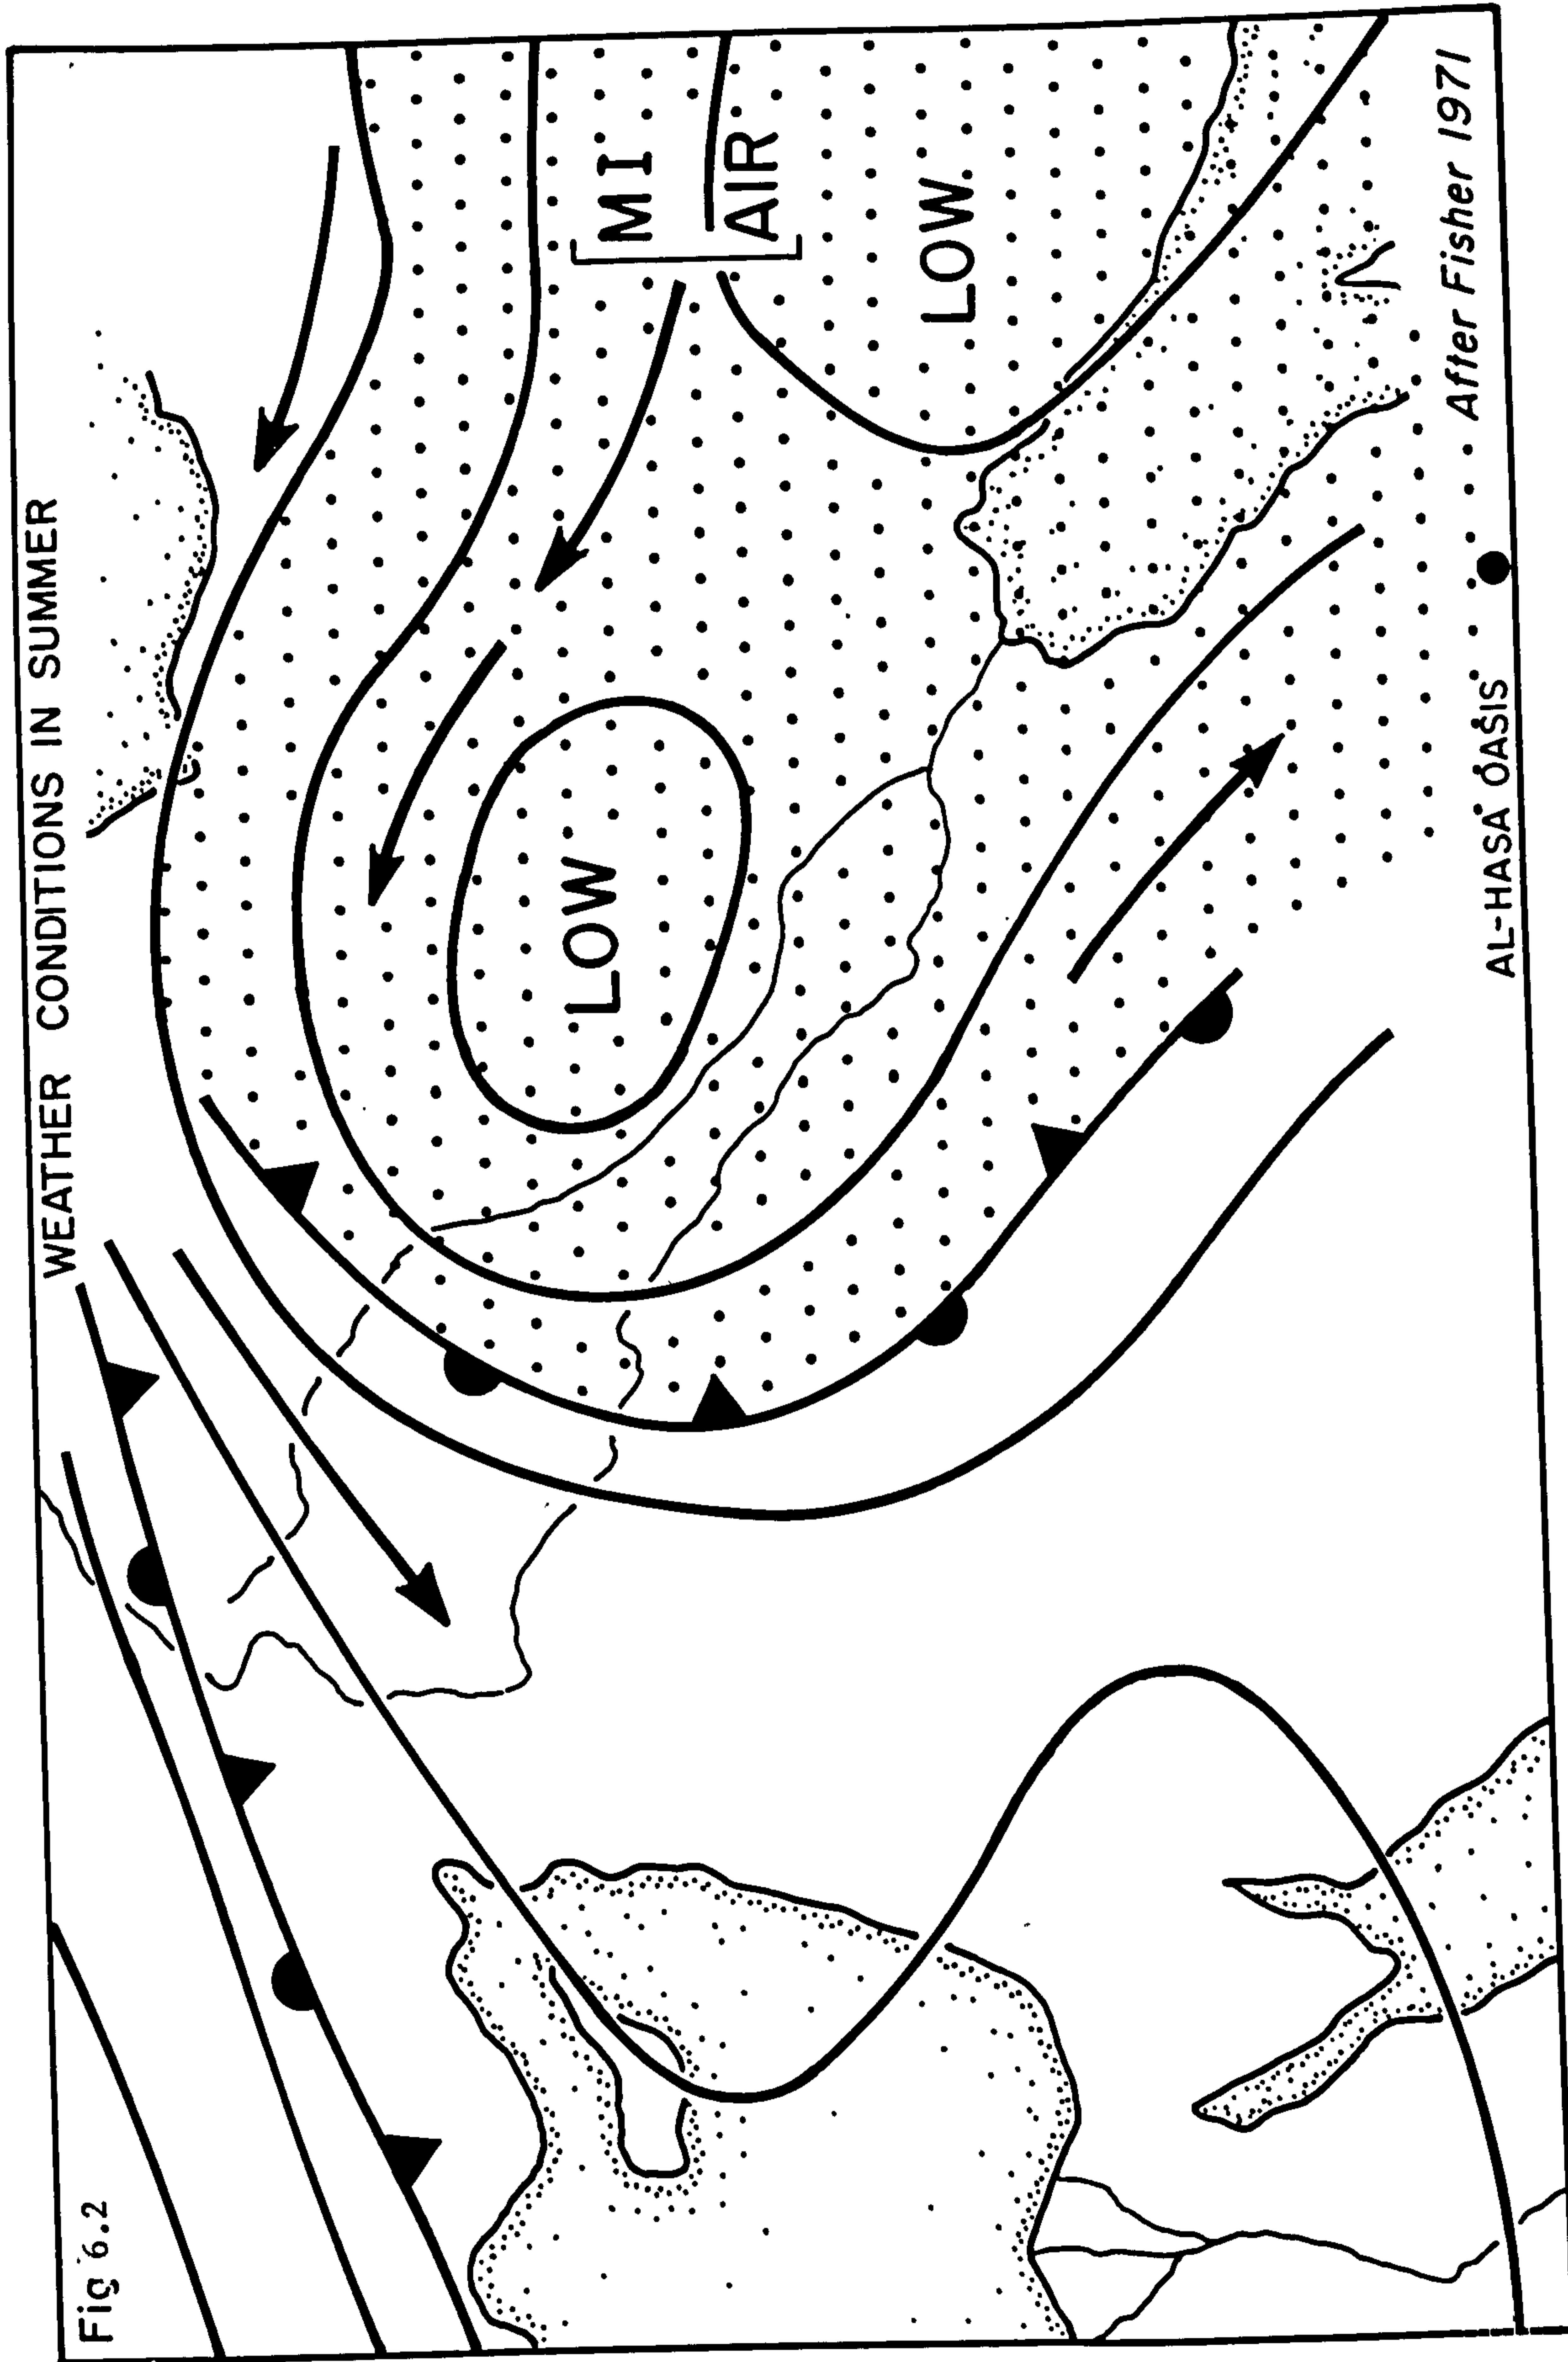 Fig 6.2
WEATHER CONDITIONS IN SUMMER
MI
AIR
LOW
LOW
AL-HASA OASIS
After Fisher 1971